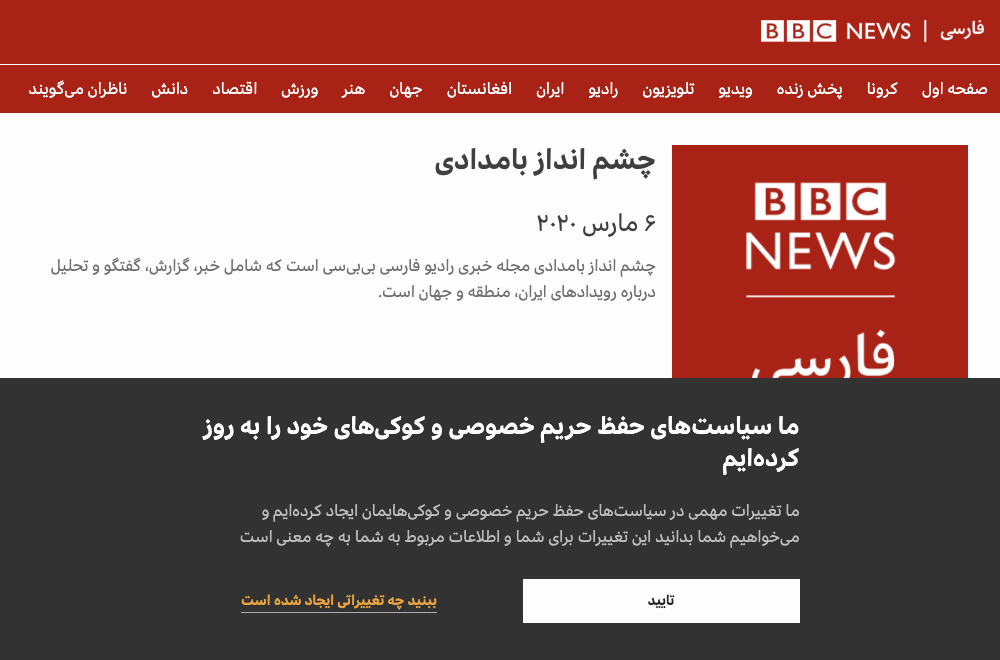 BBC NEWS | فارسی
صفحه اول کرونا پخش زنده ویدیو تلویزیون رادیو ایران افغانستان جهان هنر ورزش اقتصاد دانش ناظران می‌گویند
BBC
NEWS
فارسی
چشم انداز بامدادی
۶ مارس ۲۰۲۰
چشم انداز بامدادی مجله خبری رادیو فارسی بی‌بی‌سی است که شامل خبر، گزارش، گفتگو و تحلیل
درباره رویدادهای ایران، منطقه و جهان است.
ما سیاست‌های حفظ حریم خصوصی و کوکی‌های خود را به روز
کرده‌ایم
ما تغییرات مهمی در سیاست‌های حفظ حریم خصوصی و کوکی‌هایمان ایجاد کرده‌ایم و
می‌خواهیم شما بدانید این تغییرات برای شما و اطلاعات مربوط به شما به چه معنی است
تایید
ببنید چه تغییراتی ایجاد شده است